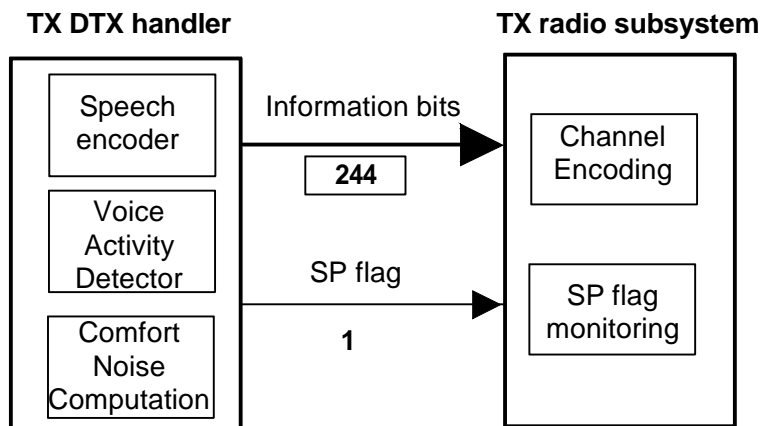 TX DTX handler
TX radio subsystem
Speech
encoder
Information bits
244
Channel
Encoding
Voice
Activity
Detector
SP flag
1
SP flag
monitoring
Comfort
Noise
Computation